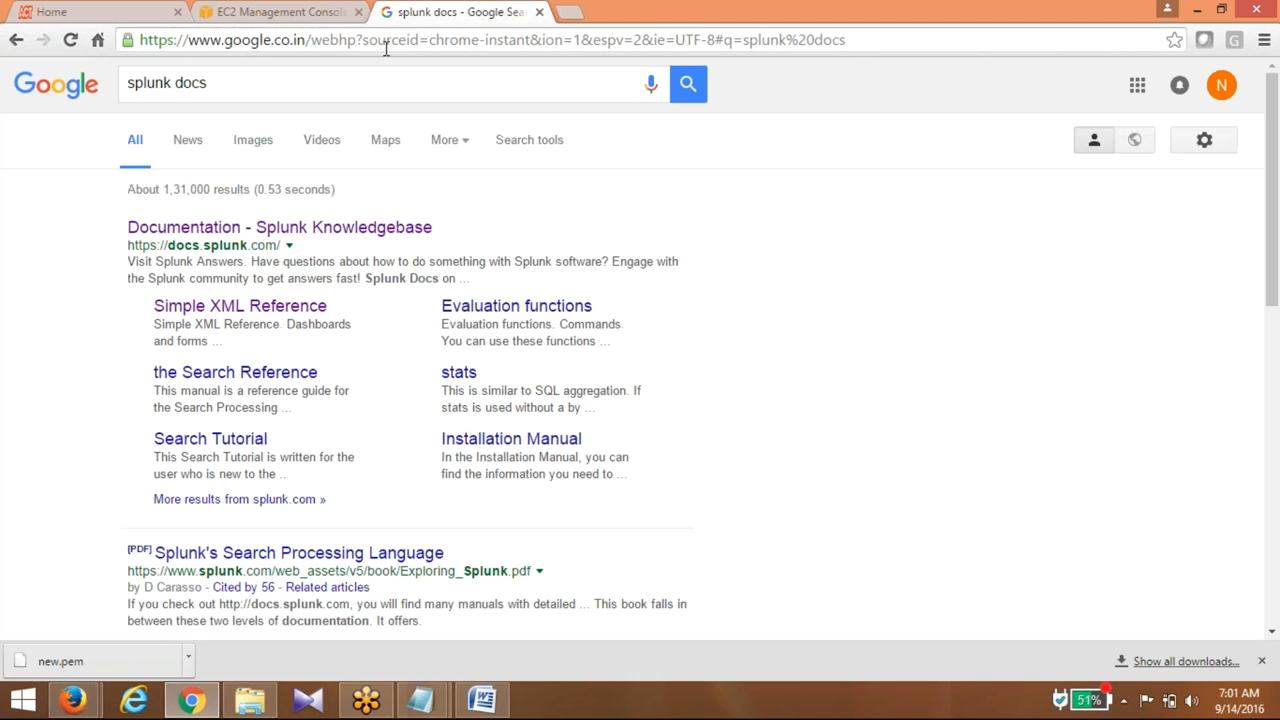 Home
EC2 Management Console
splunk docs - Google Sea
https://www.google.co.in/webhp?sourceid=chrome-instant&ion=1&espv=2&ie=UTF-8#q=splunk%20docs
G
Google
splunk docs
N
All News Images Videos Maps More Search tools
About 1,31,000 results (0.53 seconds)
Documentation - Splunk Knowledgebase
https://docs.splunk.com/
Visit Splunk Answers. Have questions about how to do something with Splunk software? Engage with
the Splunk community to get answers fast! Splunk Docs on ...
Simple XML Reference
Simple XML Reference. Dashboards
and forms ...
Evaluation functions
Evaluation functions. Commands.
You can use these functions ...
the Search Reference
This manual is a reference guide for
the Search Processing ...
stats
This is similar to SQL aggregation. If
stats is used without a by ...
Search Tutorial
This Search Tutorial is written for the
user who is new to the ...
Installation Manual
In the Installation Manual, you can
find the information you need to ...
More results from splunk.com »
[PDF] Splunk's Search Processing Language
https://www.splunk.com/web_assets/v5/book/Exploring_Splunk.pdf
by D Carasso - Cited by 56 - Related articles
If you check out http://docs.splunk.com, you will find many manuals with detailed ... This book falls in
between these two levels of documentation. It offers.
new.pem
Show all downloads...
51%
7:01 AM
9/14/2016